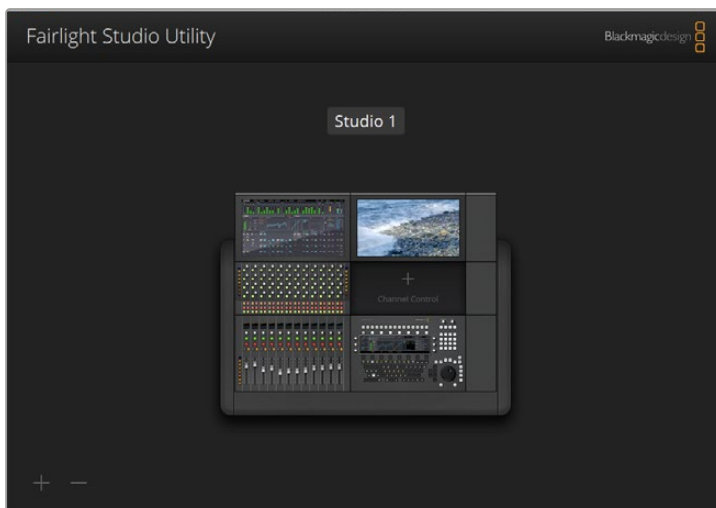 Fairlight Studio Utility
Blackmagicdesign
Studio 1
Channel Control